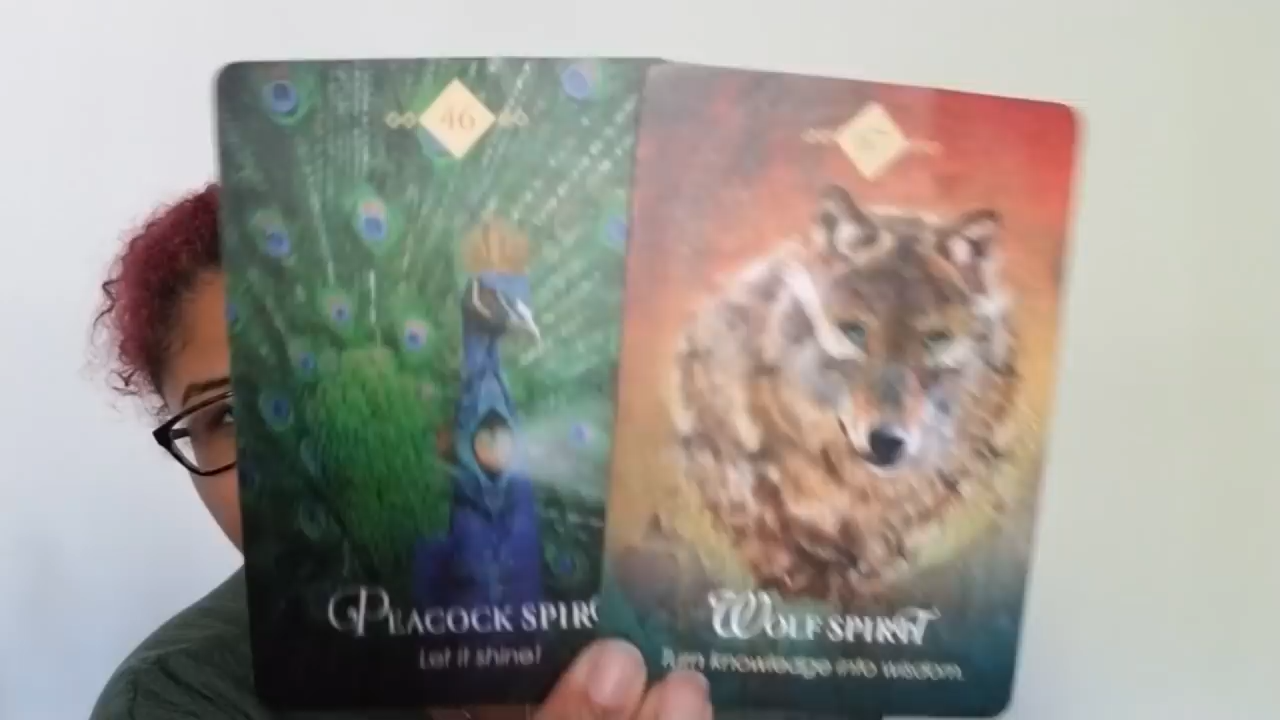 46
PEACOCK SPIR
Let it shine!
WOLF SPIRIT
Turn knowledge into wisdom.